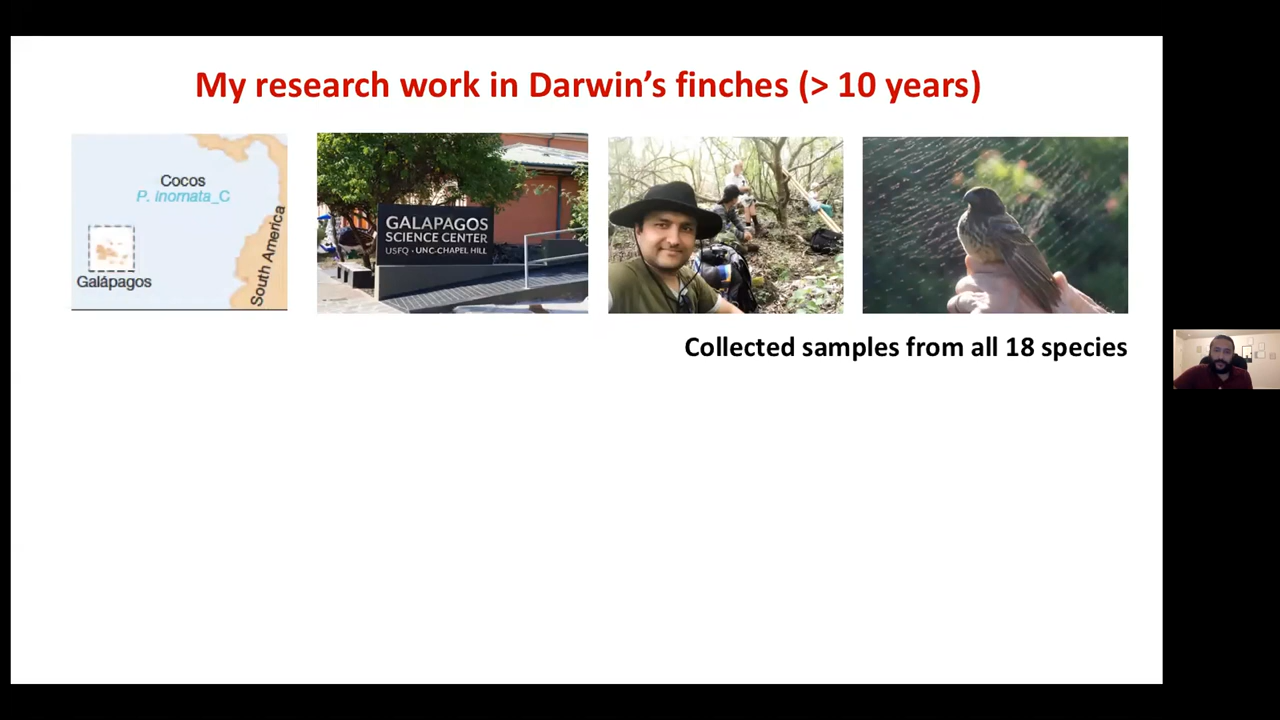 My research work in Darwin’s finches (> 10 years)
Cocos
P. inornata_C
Galápagos
South America
GALAPAGOS
SCIENCE CENTER
USFQ · UNC-CHAPEL HILL
Collected samples from all 18 species